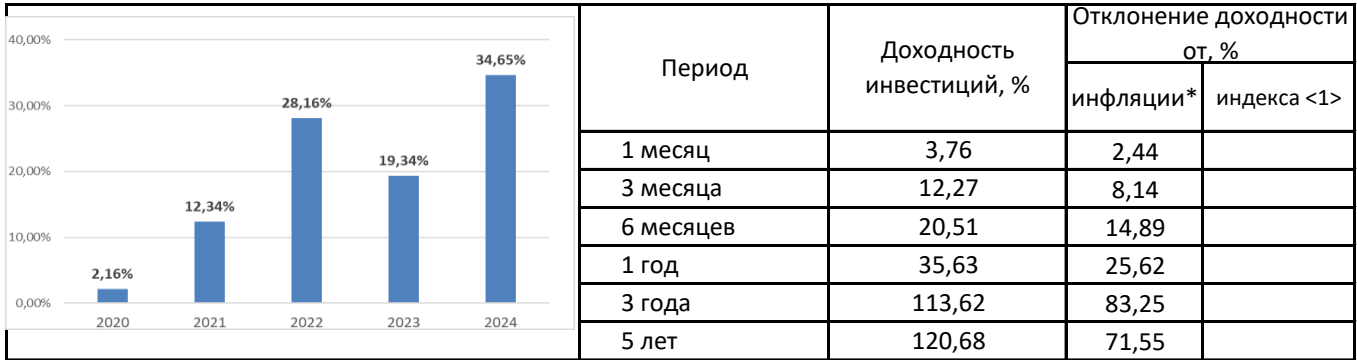 40,00%
30,00%
20,00%
10,00%
0,00%
2,16%
12,34%
28,16%
19,34%
34,65%
2020 2021 2022 2023 2024
Период
Доходность
инвестиций, %
Отклонение доходности
от, %
инфляции* индекса <1>
1 месяц 3,76 2,44
3 месяца 12,27 8,14
6 месяцев 20,51 14,89
1 год 35,63 25,62
3 года 113,62 83,25
5 лет 120,68 71,55